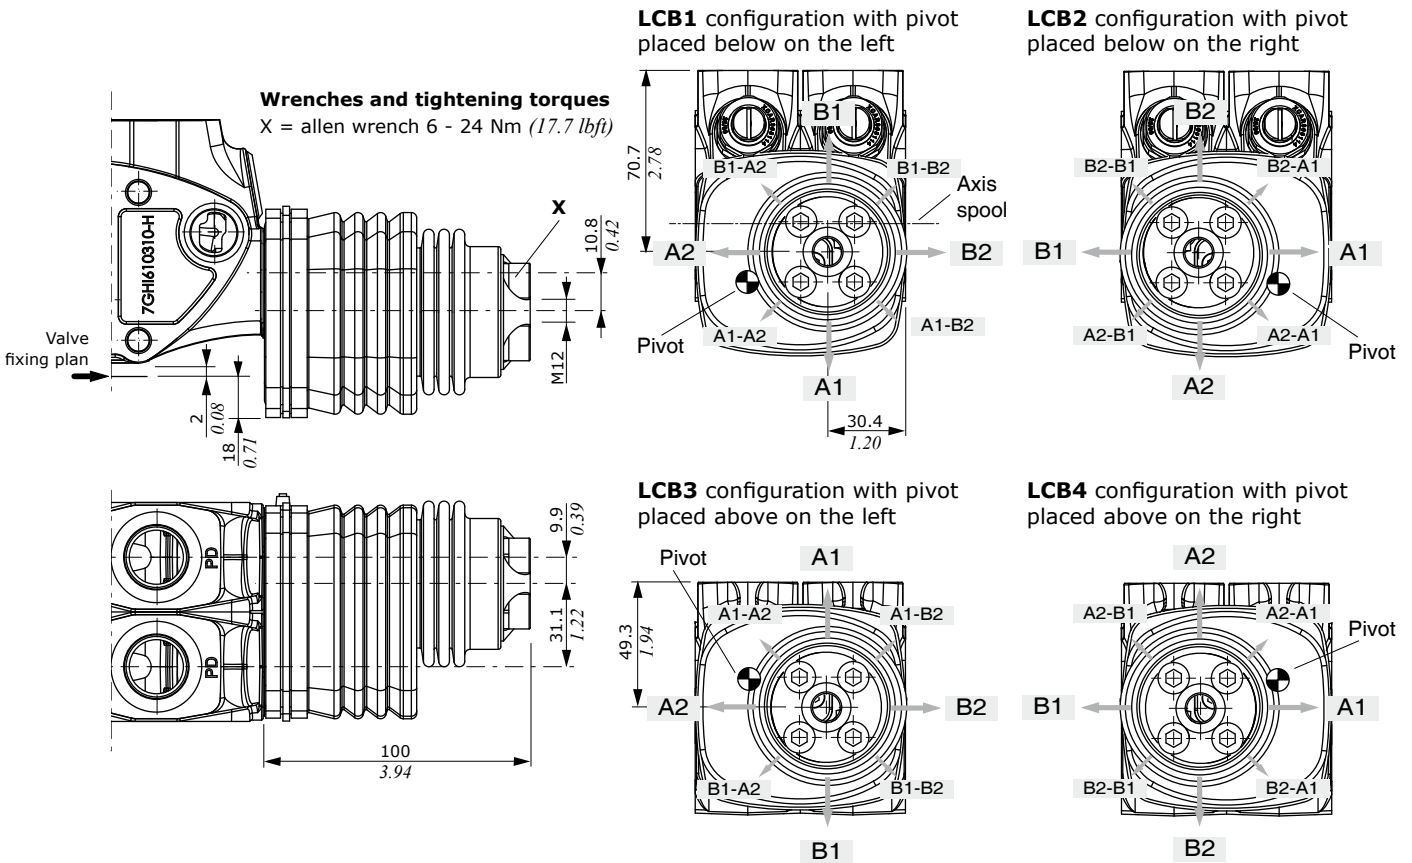 LCB1 configuration with pivot
placed below on the left
LCB2 configuration with pivot
placed below on the right
Wrenches and tightening torques
X = allen wrench 6 - 24 Nm (17.7 lbft)
7GHI610310-H
X
10.8
0.42
M12
Valve
fixing plan
2
0.08
18
0.71
70.7
2.78
B1
B1-A2
B1-B2
Axis
spool
A2
B2
Pivot
A1-A2
A1-B2
A1
30.4
1.20
B2
B2-B1
B2-A1
B1
A1
A2-B1
A2-A1
Pivot
A2
PD
PD
9.9
0.39
31.1
1.22
100
3.94
LCB3 configuration with pivot
placed above on the left
Pivot
A1
A1-A2
A1-B2
49.3
1.94
A2
B2
B1-A2
B1-B2
B1
LCB4 configuration with pivot
placed above on the right
A2
A2-B1
A2-A1
Pivot
B1
A1
B2-B1
B2-A1
B2